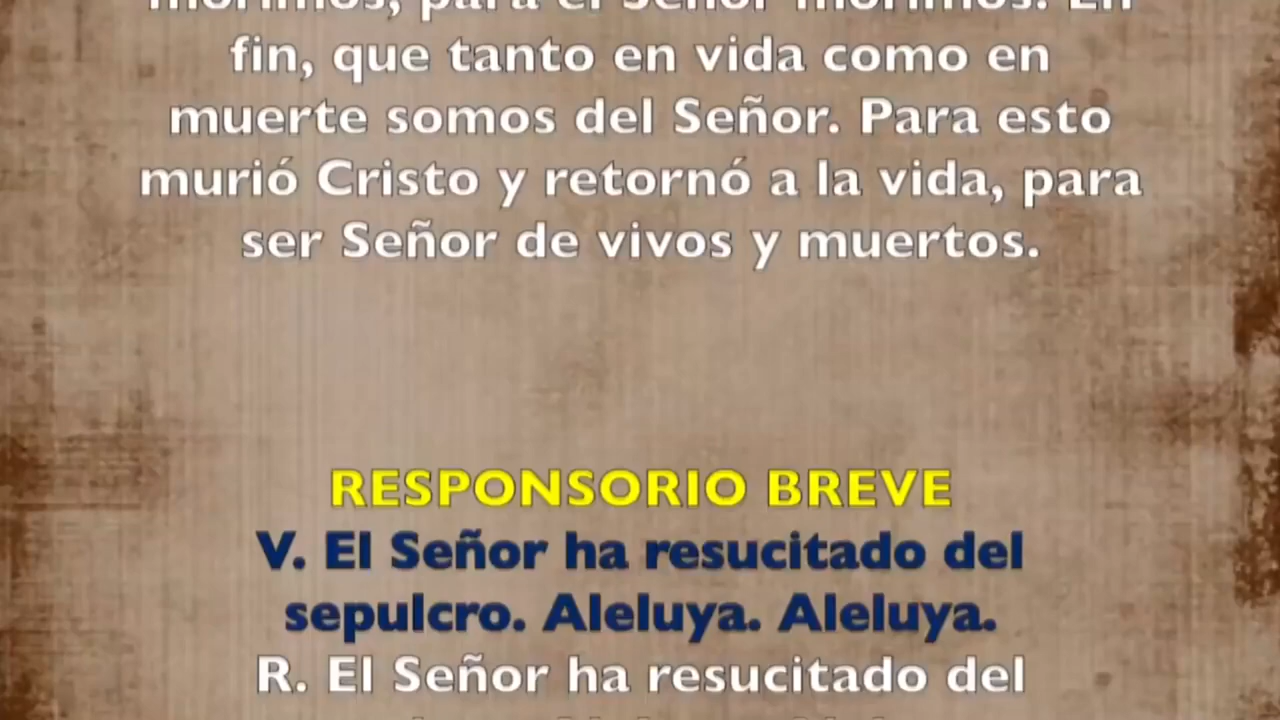 morimos, para el Señor morimos. En
fin, que tanto en vida como en
muerte somos del Señor. Para esto
murió Cristo y retornó a la vida, para
ser Señor de vivos y muertos.
RESPONSORIO BREVE
V. El Señor ha resucitado del
sepulcro. Aleluya. Aleluya.
R. El Señor ha resucitado del